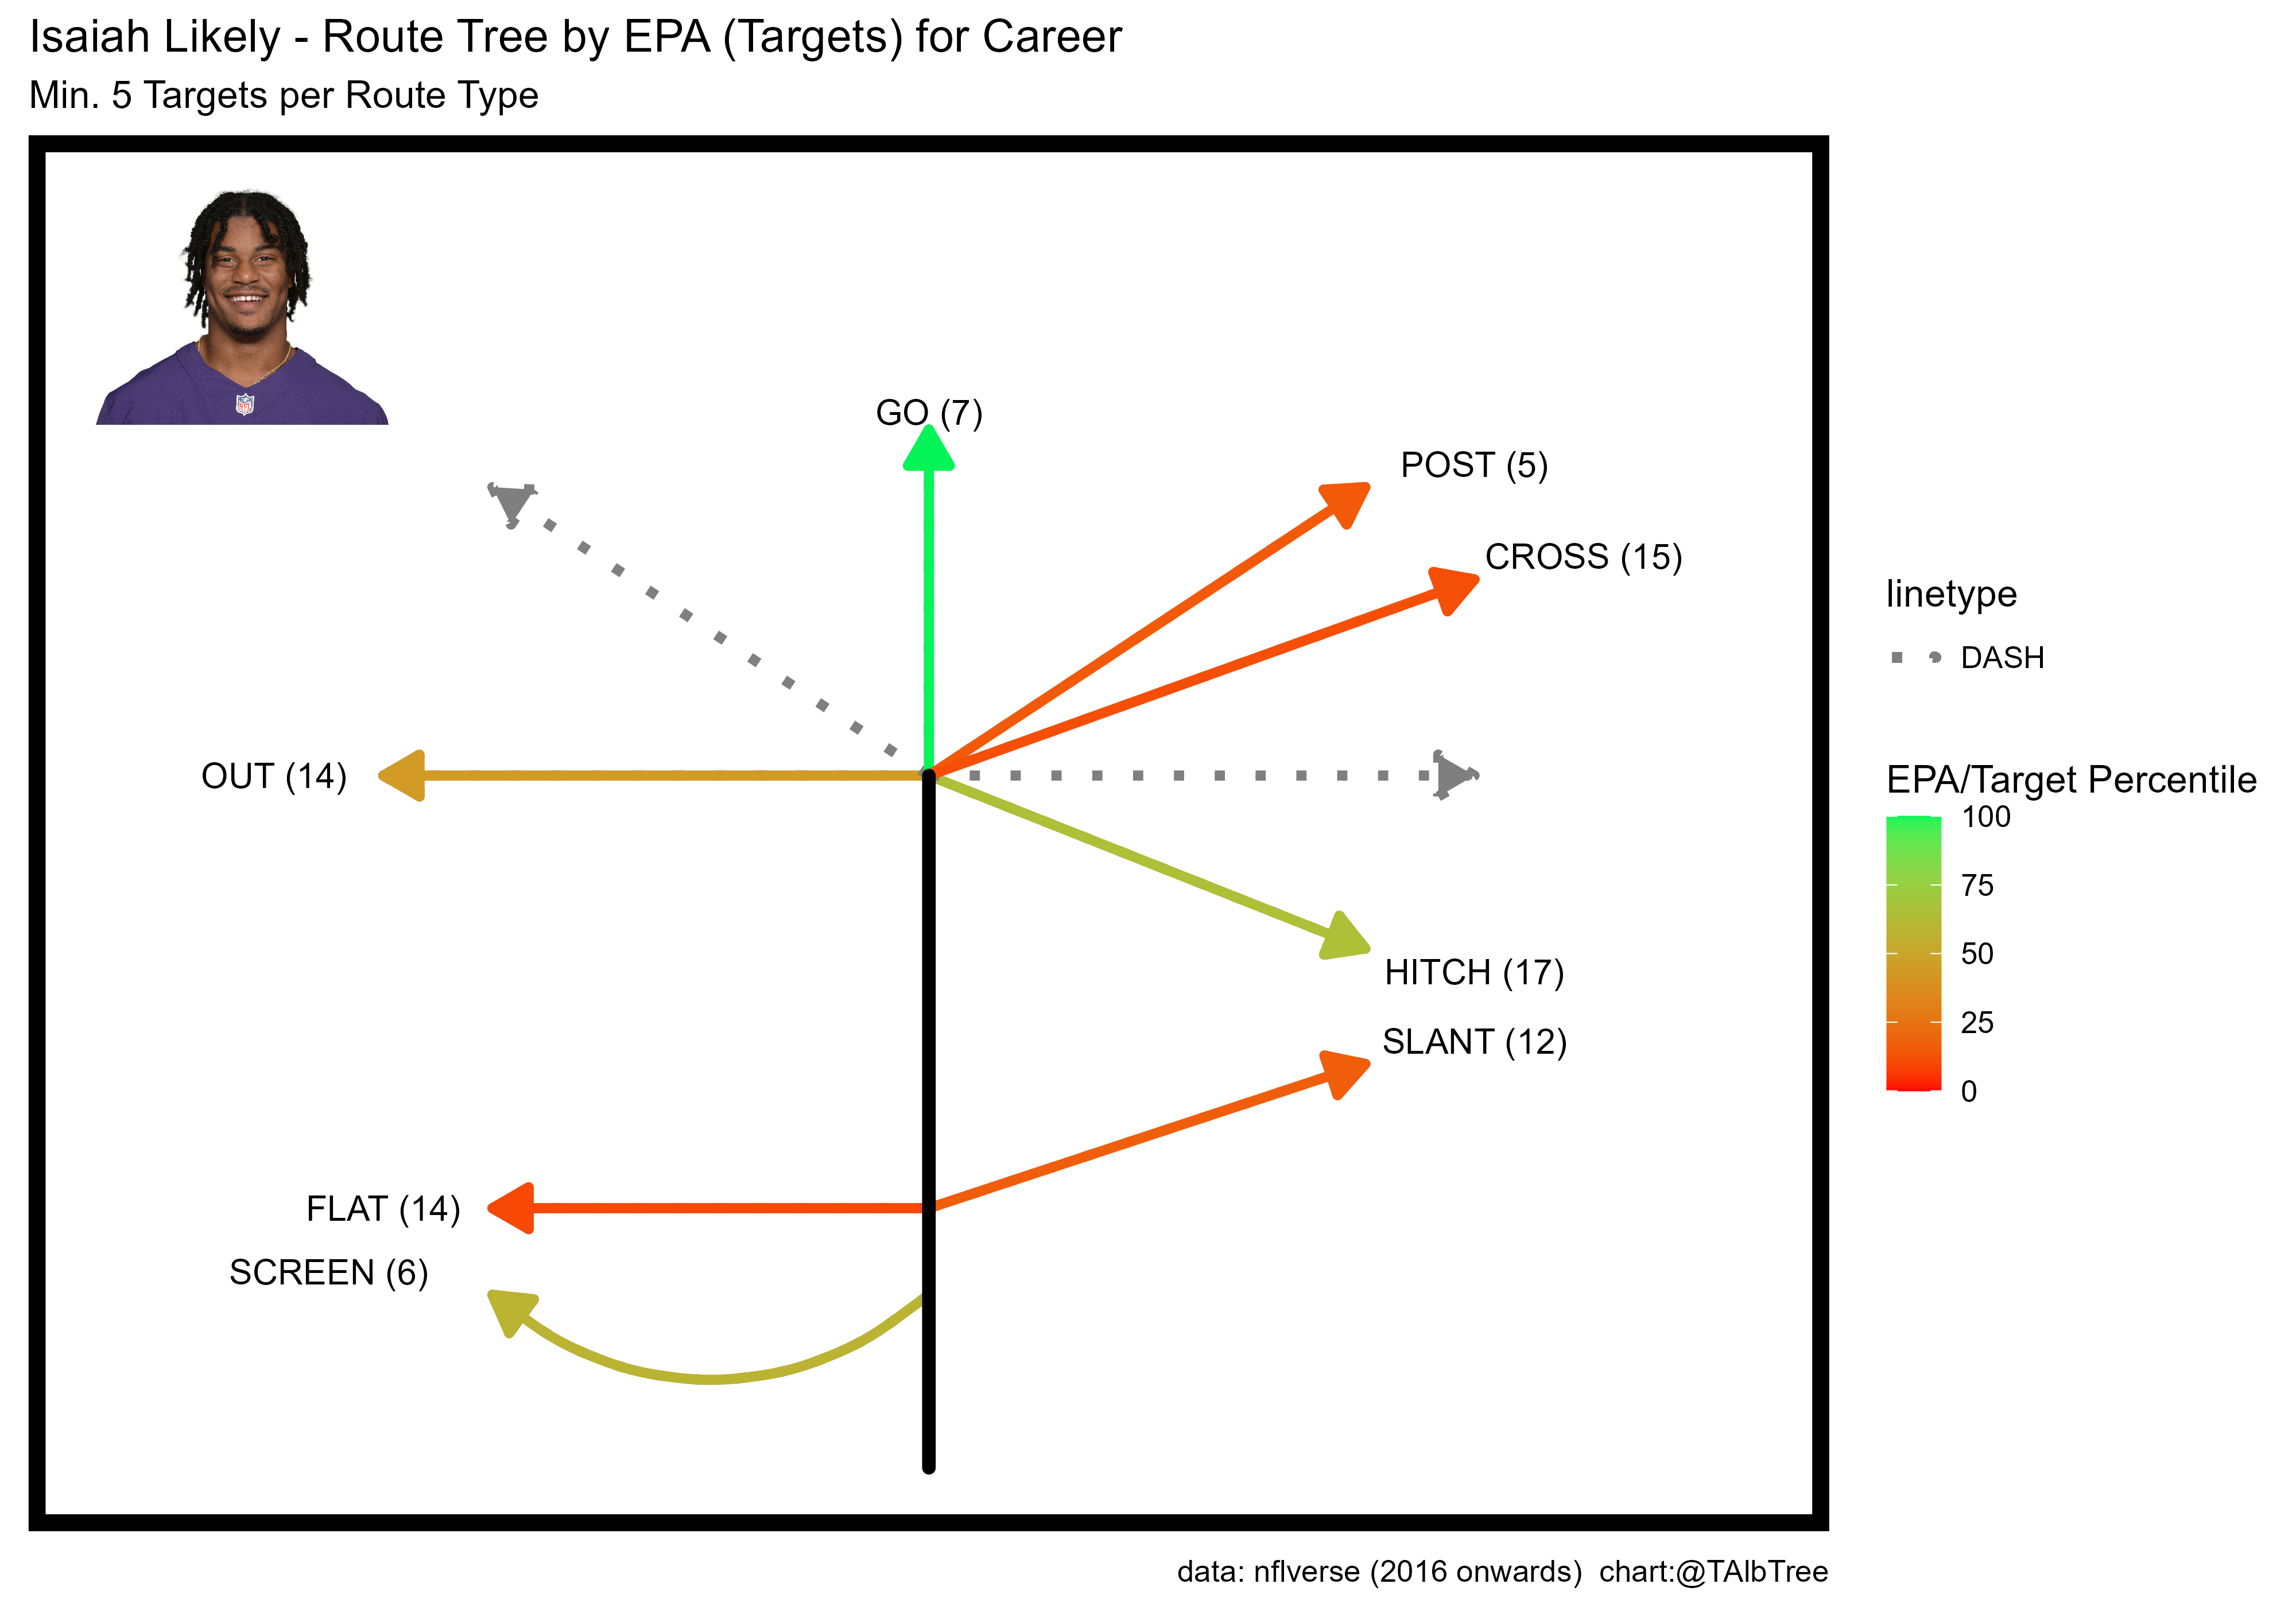 Isaiah Likely - Route Tree by EPA (Targets) for Career
Min. 5 Targets per Route Type
GO (7)
POST (5)
CROSS (15)
OUT (14)
HITCH (17)
SLANT (12)
FLAT (14)
SCREEN (6)
linetype
DASH
EPA/Target Percentile
100
75
50
25
0
data: nflverse (2016 onwards)  chart:@TAlbTree